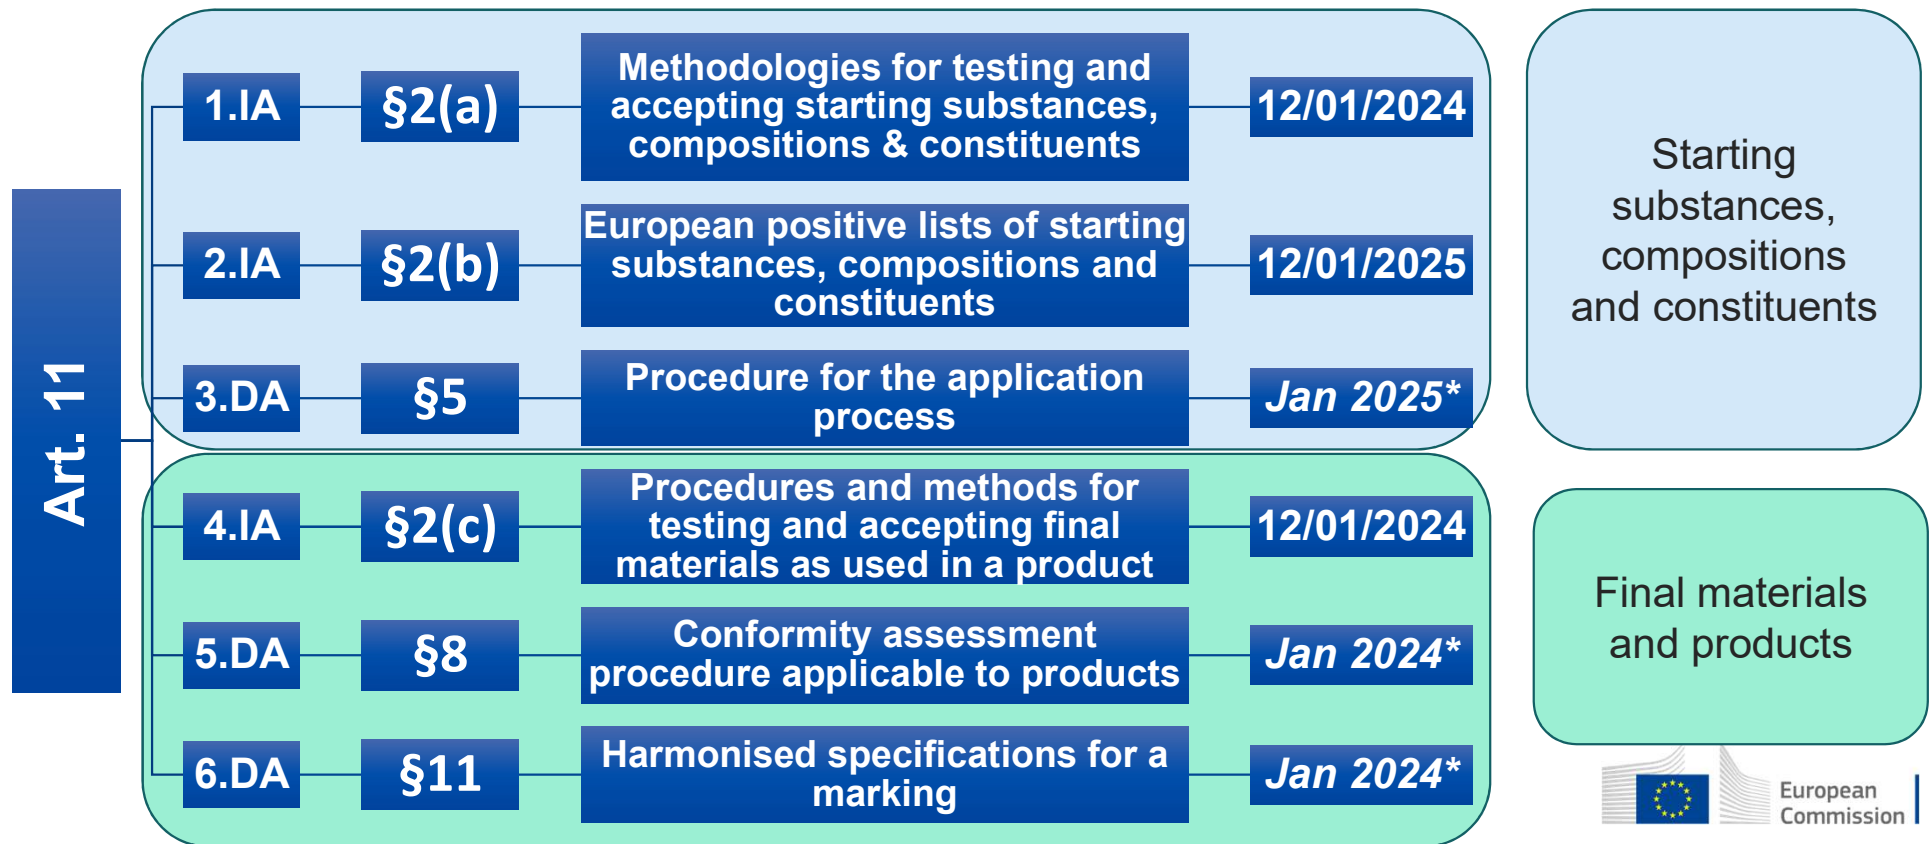 Art. 11
1.IA
§2(a)
Methodologies for testing and
accepting starting substances,
compositions & constituents
12/01/2024
2.IA
§2(b)
European positive lists of starting
substances, compositions and
constituents
12/01/2025
3.DA
§5
Procedure for the application
process
Jan 2025*
Starting
substances,
compositions
and constituents
4.IA
§2(c)
Procedures and methods for
testing and accepting final
materials as used in a product
12/01/2024
5.DA
§8
Conformity assessment
procedure applicable to products
Jan 2024*
6.DA
§11
Harmonised specifications for a
marking
Jan 2024*
Final materials
and products
European
Commission